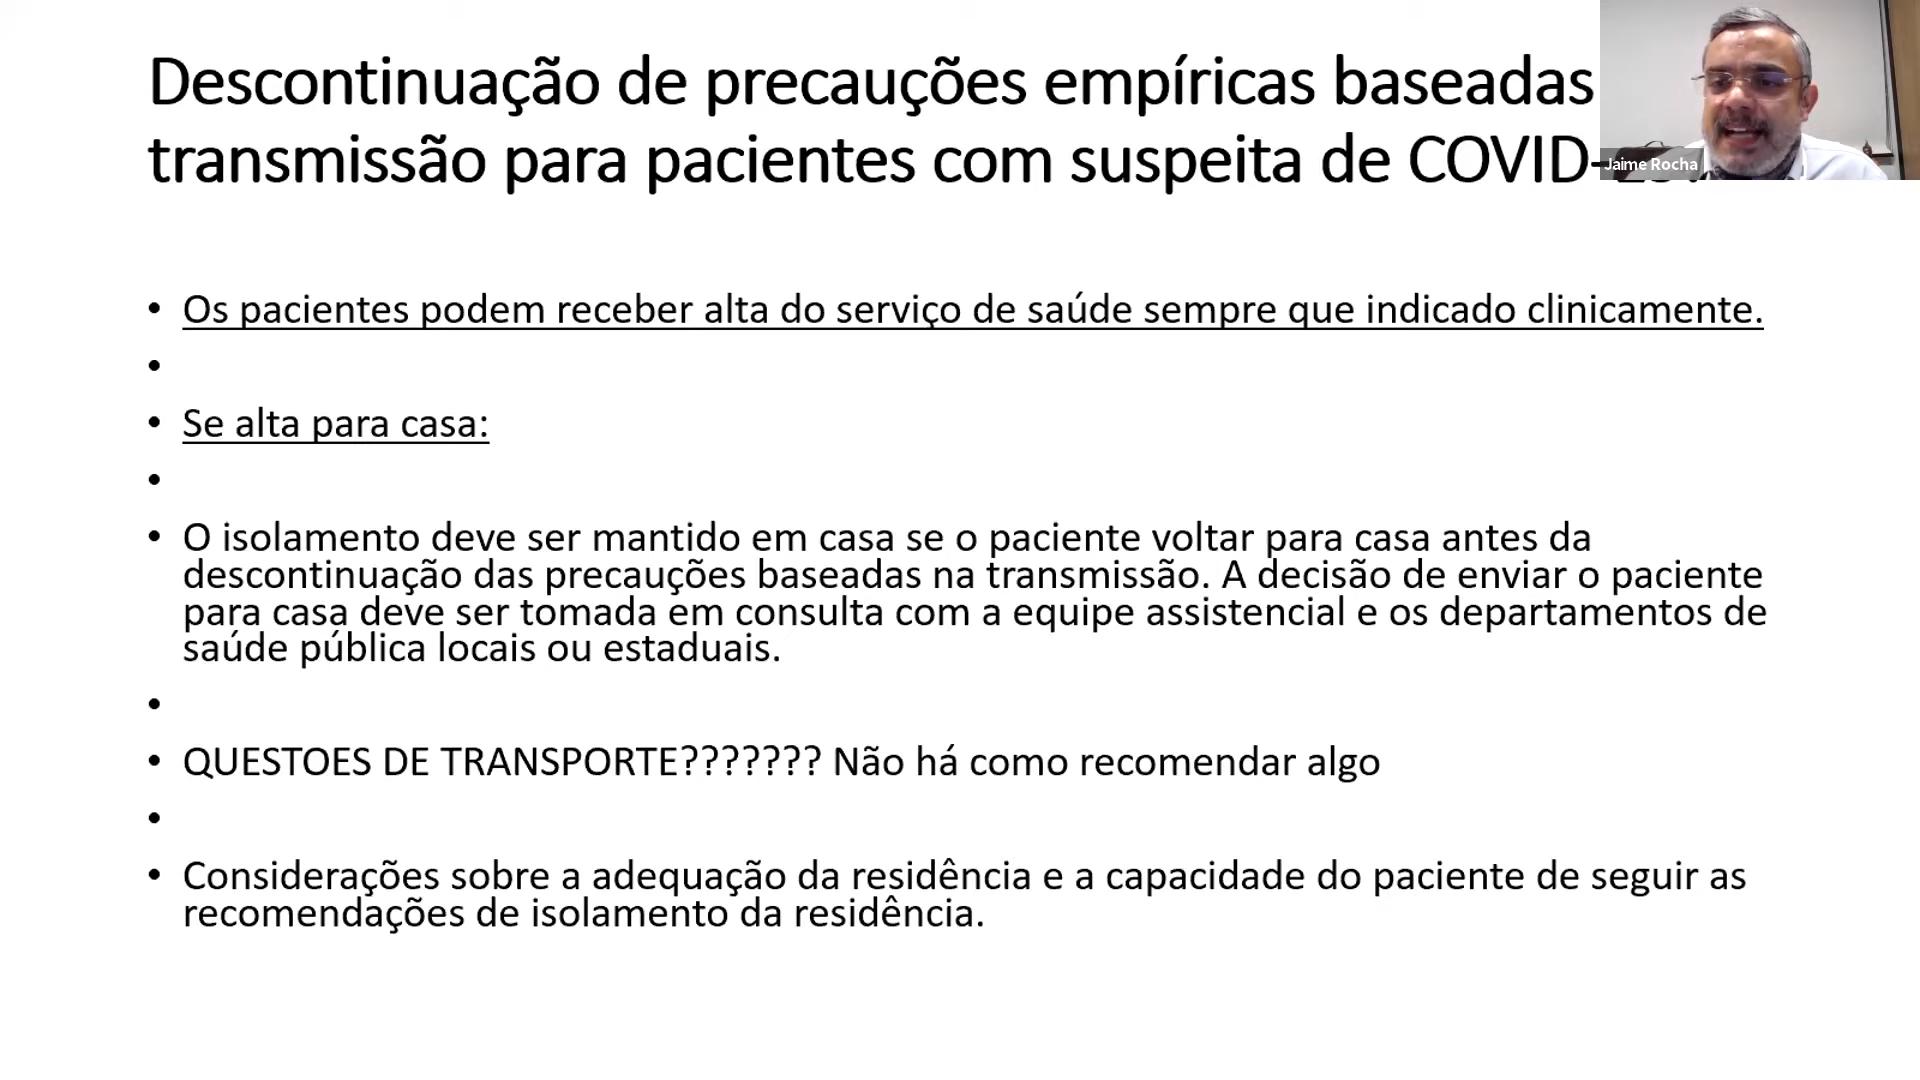 Descontinuação de precauções empíricas baseadas
transmissão para pacientes com suspeita de COVID-
Jaime Rocha
• Os pacientes podem receber alta do serviço de saúde sempre que indicado clinicamente.
•
• Se alta para casa:
•
• O isolamento deve ser mantido em casa se o paciente voltar para casa antes da
descontinuação das precauções baseadas na transmissão. A decisão de enviar o paciente
para casa deve ser tomada em consulta com a equipe assistencial e os departamentos de
saúde pública locais ou estaduais.
•
• QUESTOES DE TRANSPORTE??????? Não há como recomendar algo
•
• Considerações sobre a adequação da residência e a capacidade do paciente de seguir as
recomendações de isolamento da residência.